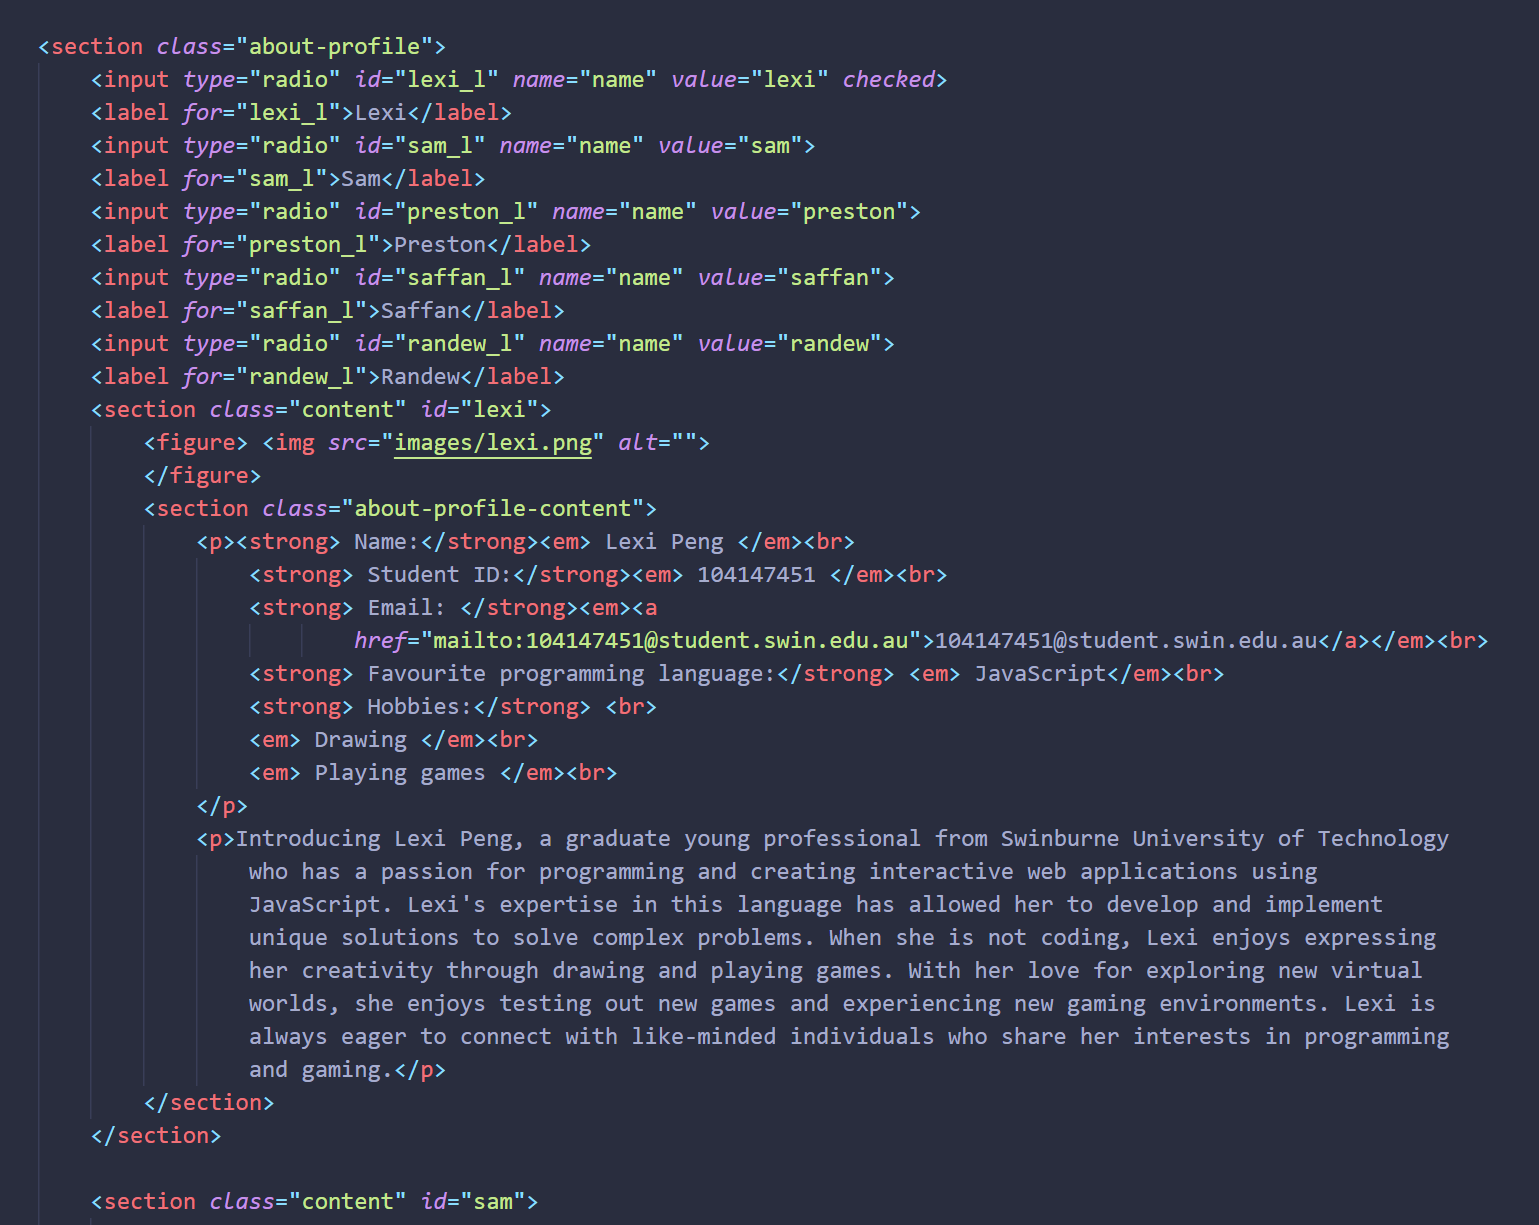 <section class="about-profile">
<input type="radio" id="lexi_l" name="name" value="lexi" checked>
<label for="lexi_l">Lexi</label>
<input type="radio" id="sam_l" name="name" value="sam">
<label for="sam_l">Sam</label>
<input type="radio" id="preston_l" name="name" value="preston">
<label for="preston_l">Preston</label>
<input type="radio" id="saffan_l" name="name" value="saffan">
<label for="saffan_l">Saffan</label>
<input type="radio" id="randew_l" name="name" value="randew">
<label for="randew_l">Randew</label>
<section class="content" id="lexi">
<figure> <img src="images/lexi.png" alt="">
</figure>
<section class="about-profile-content">
<p><strong> Name:</strong><em> Lexi Peng </em><br>
<strong> Student ID:</strong><em> 104147451 </em><br>
<strong> Email: </strong><em><a
href="mailto:104147451@student.swin.edu.au">104147451@student.swin.edu.au</a></em><br>
<strong> Favourite programming language:</strong> <em> JavaScript</em><br>
<strong> Hobbies:</strong> <br>
<em> Drawing </em><br>
<em> Playing games </em><br>
</p>
<p>Introducing Lexi Peng, a graduate young professional from Swinburne University of Technology
who has a passion for programming and creating interactive web applications using
JavaScript. Lexi's expertise in this language has allowed her to develop and implement
unique solutions to solve complex problems. When she is not coding, Lexi enjoys expressing
her creativity through drawing and playing games. With her love for exploring new virtual
worlds, she enjoys testing out new games and experiencing new gaming environments. Lexi is
always eager to connect with like-minded individuals who share her interests in programming
and gaming.</p>
</section>
</section>
<section class="content" id="sam">